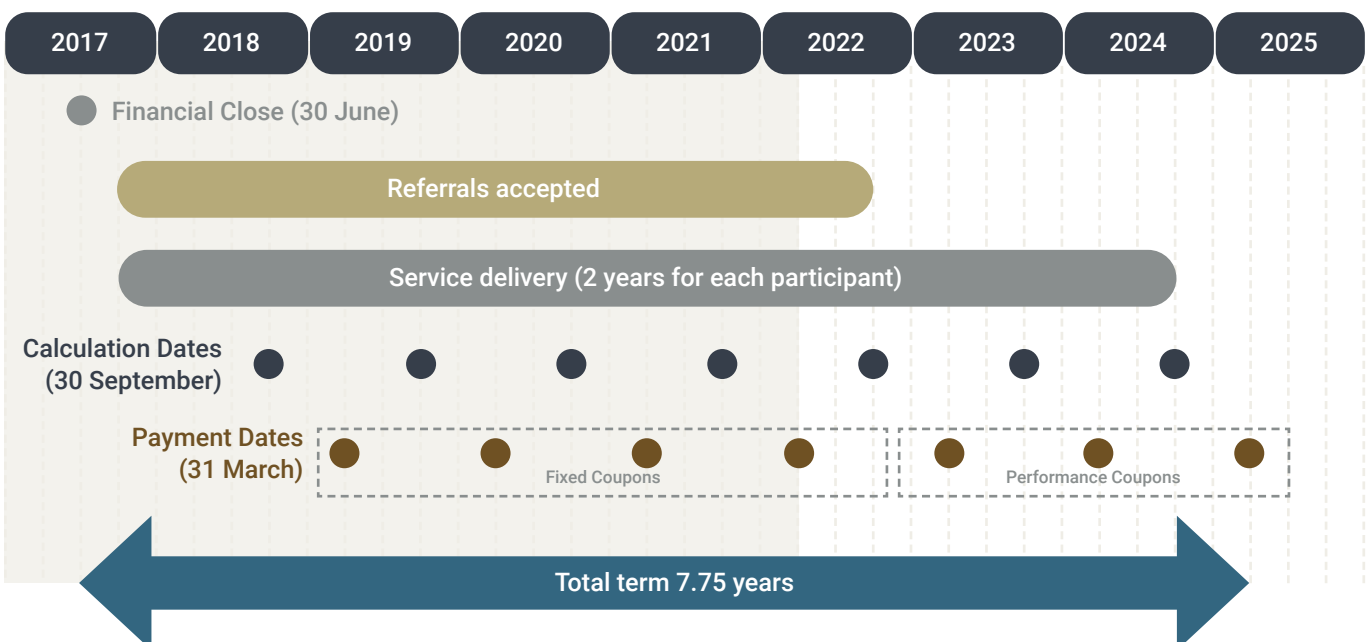 2017 2018 2019 2020 2021 2022 2023 2024 2025
Financial Close (30 June)
Referrals accepted
Service delivery (2 years for each participant)
Calculation Dates
(30 September)
Payment Dates
(31 March)
Fixed Coupons
Performance Coupons
Total term 7.75 years